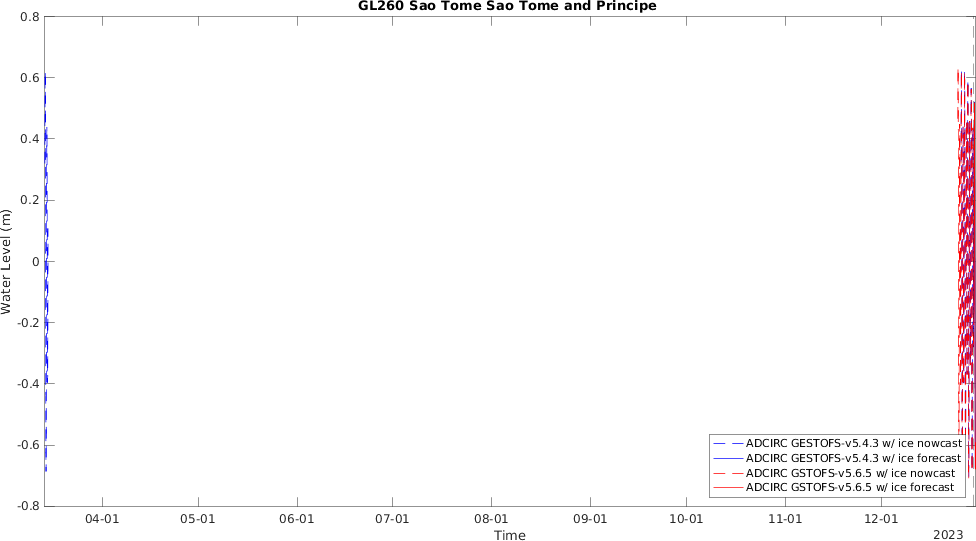 GL260 Sao Tome Sao Tome and Principe
0.8
0.6
0.4
0.2
0
-0.2
-0.4
-0.6
-0.8
Water Level (m)
04-01 05-01 06-01 07-01 08-01 09-01 10-01 11-01 12-01
Time
2023
ADCIRC GESTOFS-v5.4.3 w/ ice nowcast
ADCIRC GESTOFS-v5.4.3 w/ ice forecast
ADCIRC GSTOFS-v5.6.5 w/ ice nowcast
ADCIRC GSTOFS-v5.6.5 w/ ice forecast